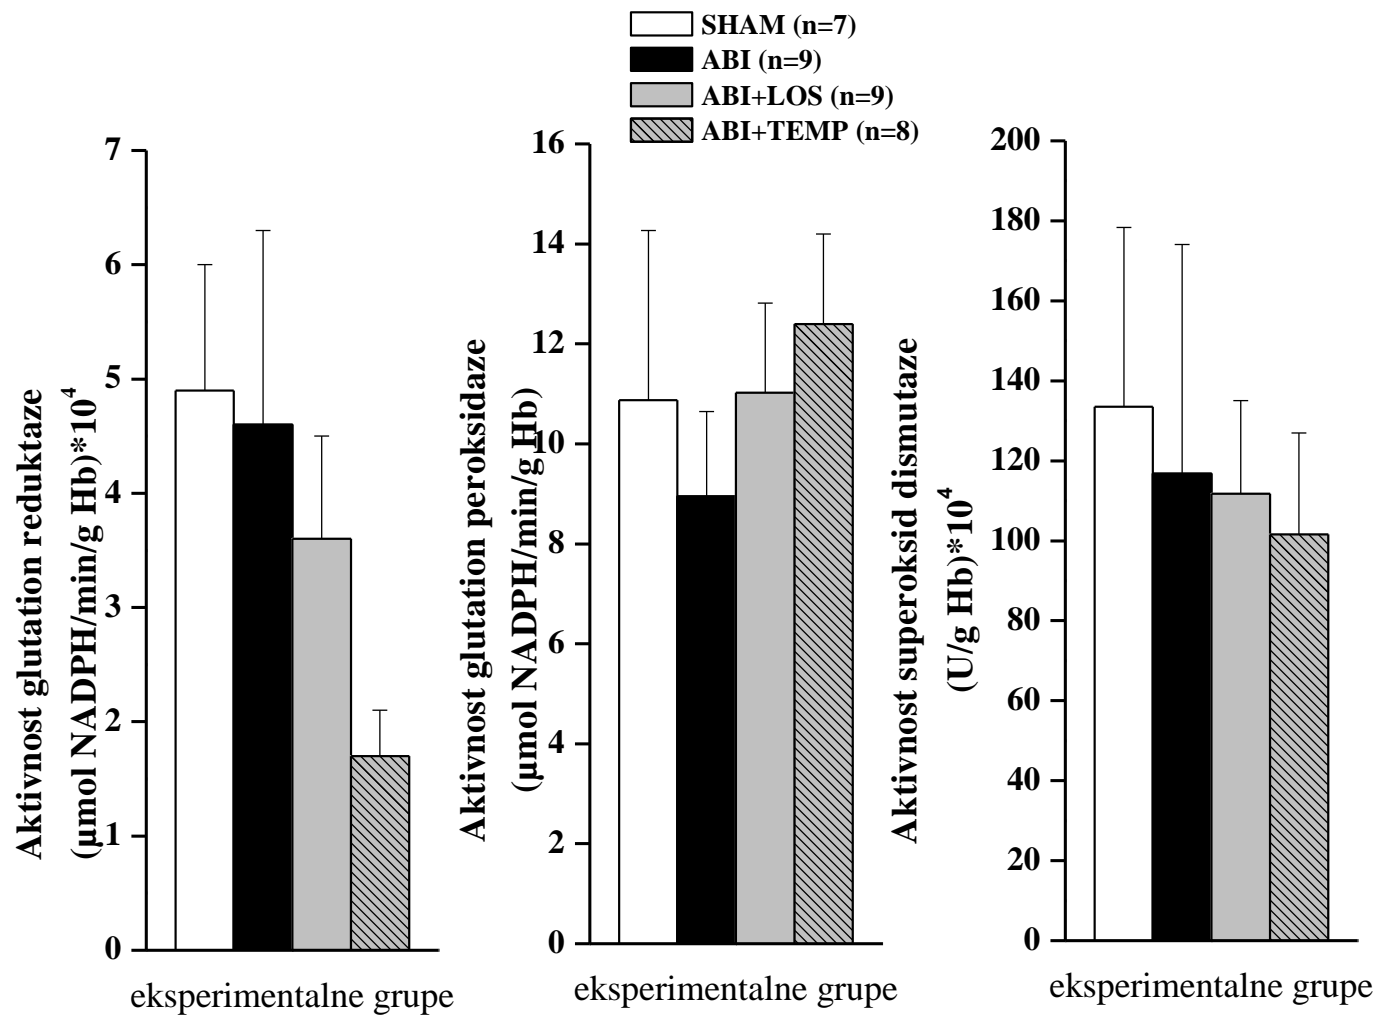 SHAM (n=7)
ABI (n=9)
ABI+LOS (n=9)
ABI+TEMP (n=8)
Aktivnost glutation reduktaze
(µmol NADPH/min/g Hb)*10⁴
7
6
5
4
3
2
1
0
eksperimentalne grupe
Aktivnost glutation peroksidaze
(µmol NADPH/min/g Hb)
16
14
12
10
8
6
4
2
0
eksperimentalne grupe
Aktivnost superoksid dismutaze
(U/g Hb)*10⁴
200
180
160
140
120
100
80
60
40
20
0
eksperimentalne grupe